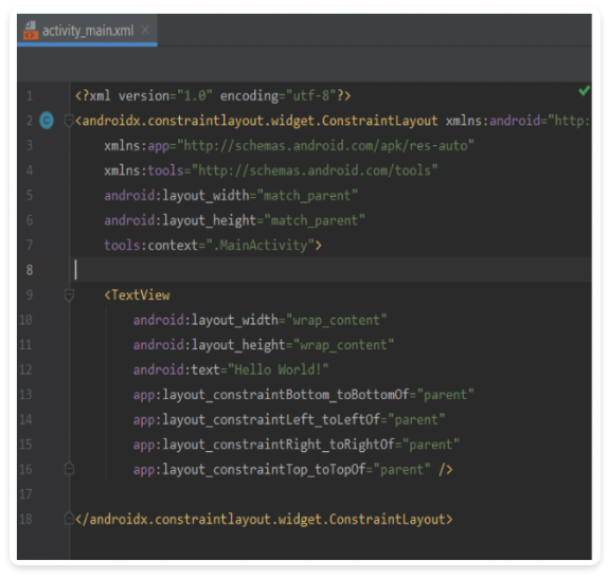 activity_main.xml
1 <?xml version="1.0" encoding="utf-8"?>
2 <androidx.constraintlayout.widget.ConstraintLayout xmlns:android="http:
3 xmlns:app="http://schemas.android.com/apk/res-auto"
4 xmlns:tools="http://schemas.android.com/tools"
5 android:layout_width="match_parent"
6 android:layout_height="match_parent"
7 tools:context=".MainActivity">
8
9 <TextView
10 android:layout_width="wrap_content"
11 android:layout_height="wrap_content"
12 android:text="Hello World!"
13 app:layout_constraintBottom_toBottomOf="parent"
14 app:layout_constraintLeft_toLeftOf="parent"
15 app:layout_constraintRight_toRightOf="parent"
16 app:layout_constraintTop_toTopOf="parent" />
17
18 </androidx.constraintlayout.widget.ConstraintLayout>